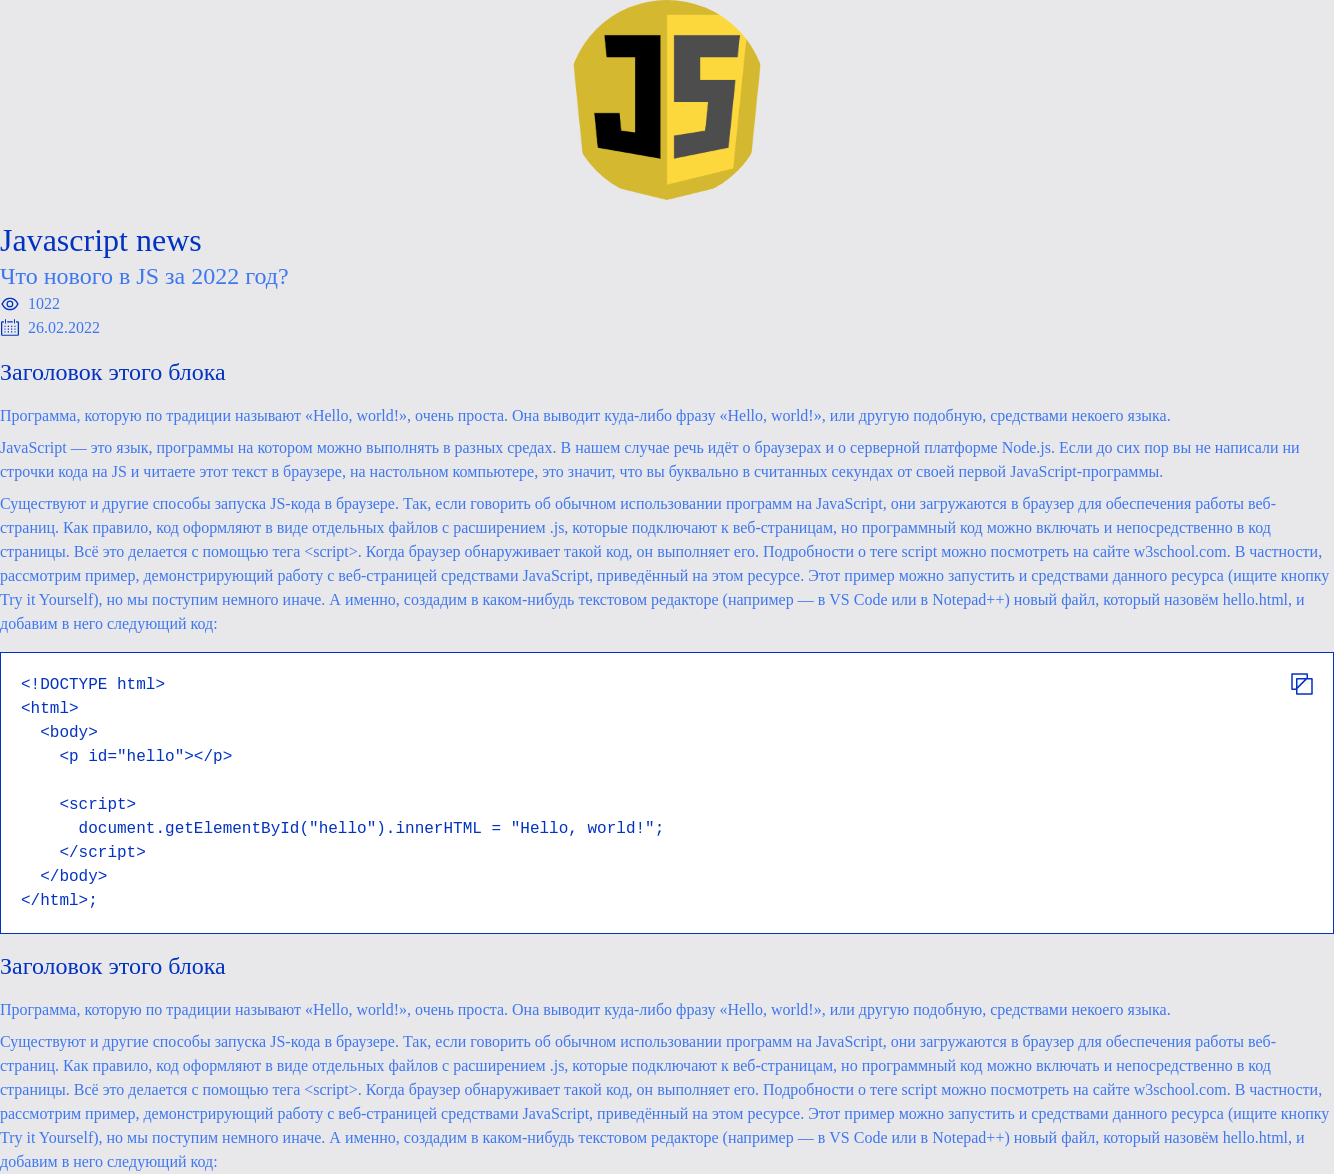 JS
Javascript news
Что нового в JS за 2022 год?
1022
26.02.2022
Заголовок этого блока
Программа, которую по традиции называют «Hello, world!», очень проста. Она выводит куда-либо фразу «Hello, world!», или другую подобную, средствами некоего языка.
JavaScript — это язык, программы на котором можно выполнять в разных средах. В нашем случае речь идёт о браузерах и о серверной платформе Node.js. Если до сих пор вы не написали ни
строчки кода на JS и читаете этот текст в браузере, на настольном компьютере, это значит, что вы буквально в считанных секундах от своей первой JavaScript-программы.
Существуют и другие способы запуска JS-кода в браузере. Так, если говорить об обычном использовании программ на JavaScript, они загружаются в браузер для обеспечения работы веб-
страниц. Как правило, код оформляют в виде отдельных файлов с расширением .js, которые подключают к веб-страницам, но программный код можно включать и непосредственно в код
страницы. Всё это делается с помощью тега <script>. Когда браузер обнаруживает такой код, он выполняет его. Подробности о теге script можно посмотреть на сайте w3school.com. В частности,
рассмотрим пример, демонстрирующий работу с веб-страницей средствами JavaScript, приведённый на этом ресурсе. Этот пример можно запустить и средствами данного ресурса (ищите кнопку
Try it Yourself), но мы поступим немного иначе. А именно, создадим в каком-нибудь текстовом редакторе (например — в VS Code или в Notepad++) новый файл, который назовём hello.html, и
добавим в него следующий код:
<!DOCTYPE html>
<html>
  <body>
    <p id="hello"></p>

    <script>
      document.getElementById("hello").innerHTML = "Hello, world!";
    </script>
  </body>
</html>;
Заголовок этого блока
Программа, которую по традиции называют «Hello, world!», очень проста. Она выводит куда-либо фразу «Hello, world!», или другую подобную, средствами некоего языка.
Существуют и другие способы запуска JS-кода в браузере. Так, если говорить об обычном использовании программ на JavaScript, они загружаются в браузер для обеспечения работы веб-
страниц. Как правило, код оформляют в виде отдельных файлов с расширением .js, которые подключают к веб-страницам, но программный код можно включать и непосредственно в код
страницы. Всё это делается с помощью тега <script>. Когда браузер обнаруживает такой код, он выполняет его. Подробности о теге script можно посмотреть на сайте w3school.com. В частности,
рассмотрим пример, демонстрирующий работу с веб-страницей средствами JavaScript, приведённый на этом ресурсе. Этот пример можно запустить и средствами данного ресурса (ищите кнопку
Try it Yourself), но мы поступим немного иначе. А именно, создадим в каком-нибудь текстовом редакторе (например — в VS Code или в Notepad++) новый файл, который назовём hello.html, и
добавим в него следующий код: